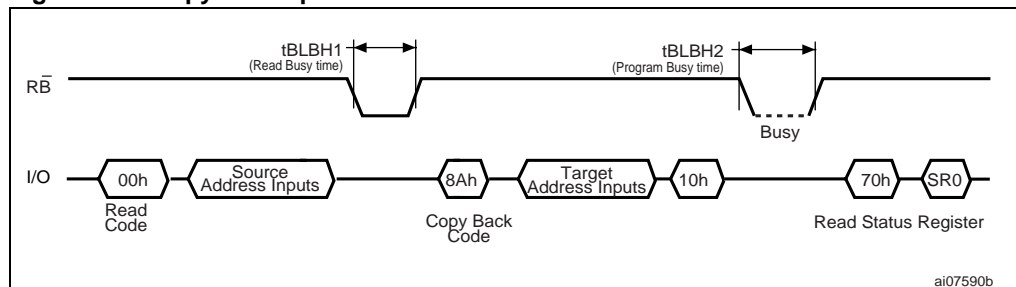 tBLBH1
(Read Busy time)
tBLBH2
(Program Busy time)
RB̅
Busy
I/O
00h
Source
Address Inputs
8Ah
Target
Address Inputs
10h
70h
SR0
Read
Code
Copy Back
Code
Read Status Register
ai07590b